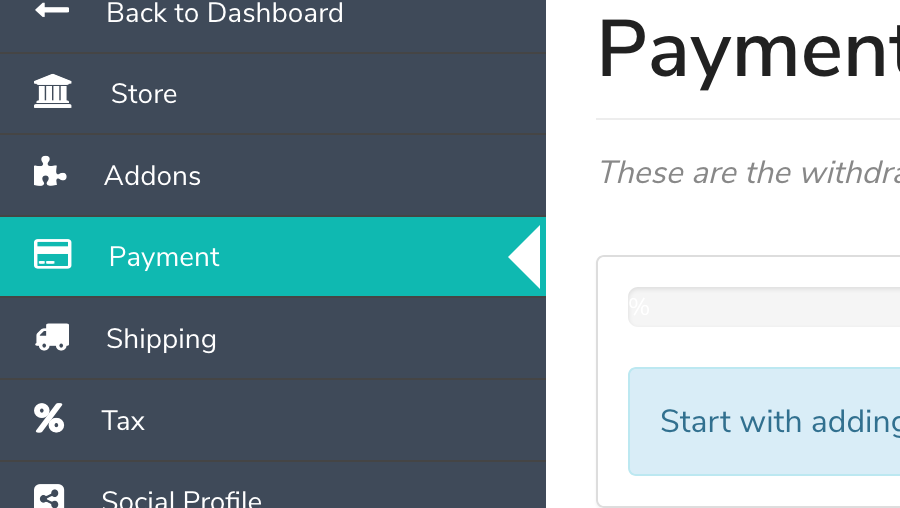 Back to Dashboard
Store
Addons
Payment
Shipping
Tax
Social Profile
Payment
These are the withdra
%
Start with adding